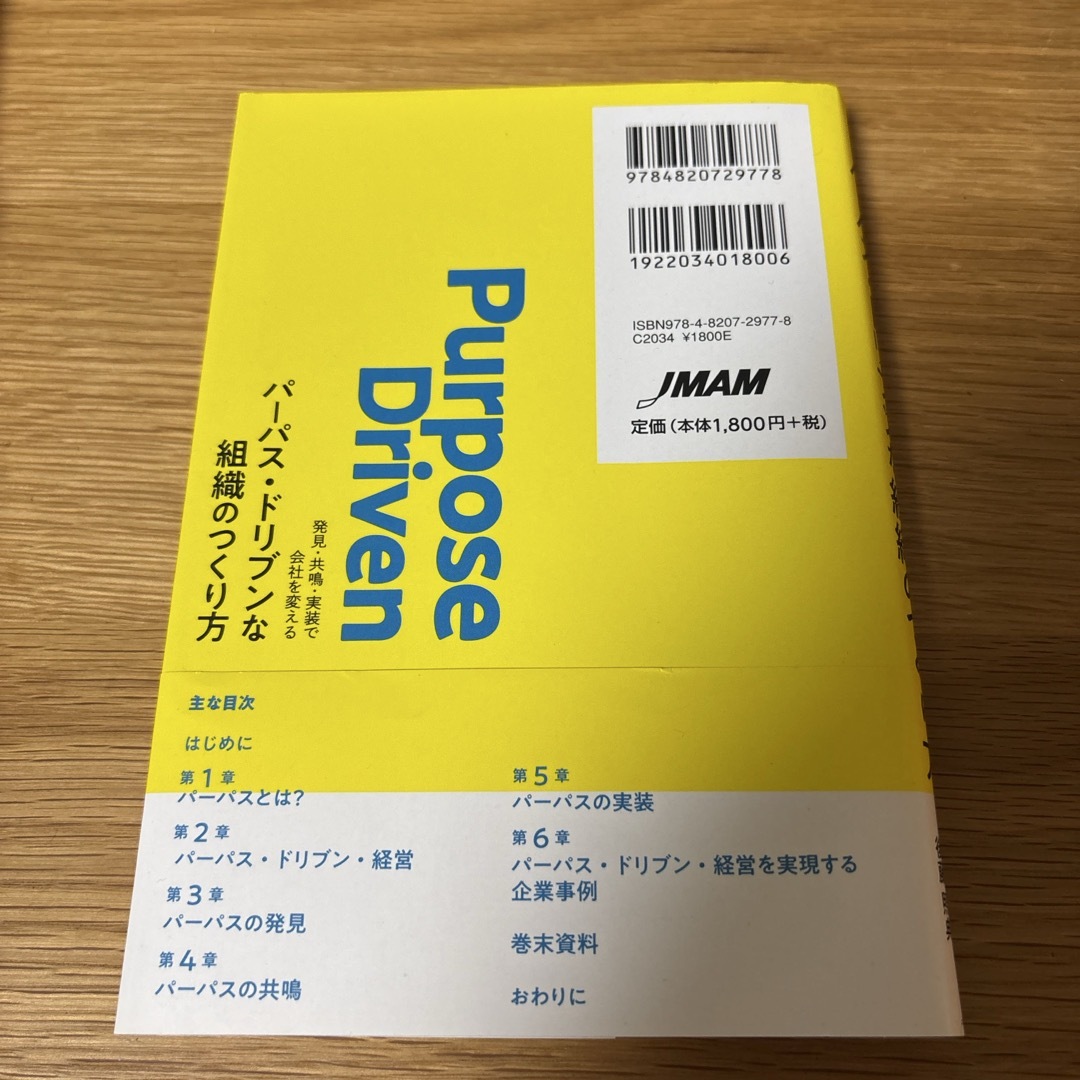 9784820729778
1922034018006
ISBN978-4-8207-2977-8
C2034 ¥1800E
JMAM
定価(本体1,800円+税)
Purpose
Driven
発見・共鳴・実装で
会社を変える
パーパス・ドリブンな
組織のつくり方
主な目次
はじめに
第1章
パーパスとは?
第2章
パーパス・ドリブン・経営
第3章
パーパスの発見
第4章
パーパスの共鳴
第5章
パーパスの実装
第6章
パーパス・ドリブン・経営を実現する
企業事例
巻末資料
おわりに